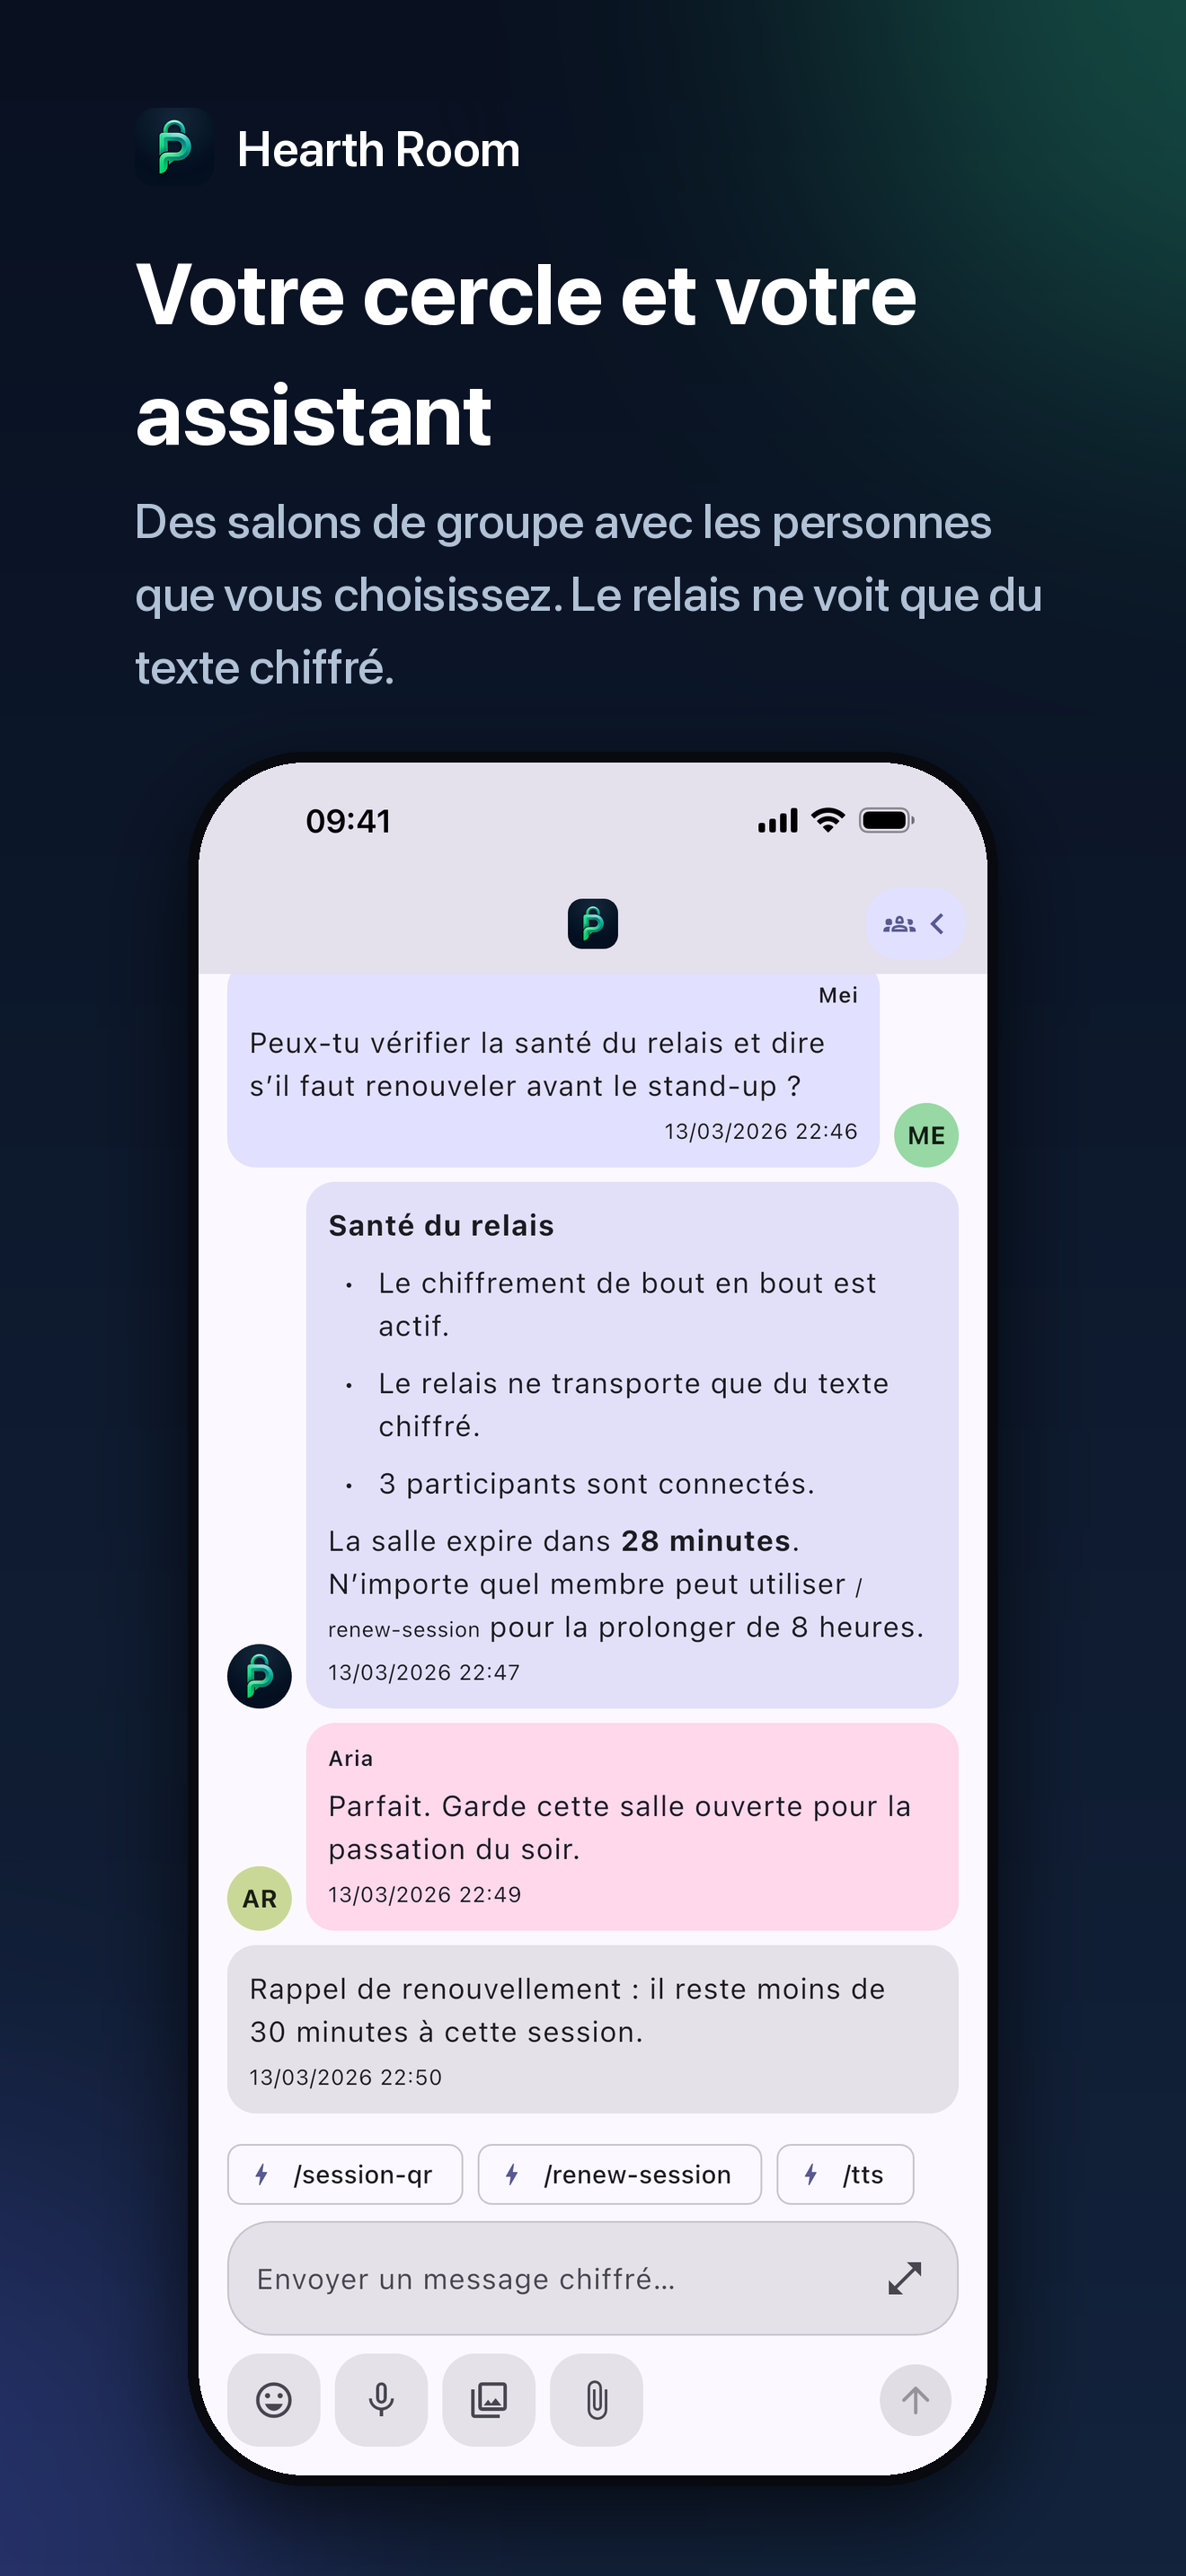 Hearth Room
Votre cercle et votre
assistant
Des salons de groupe avec les personnes
que vous choisissez. Le relais ne voit que du
texte chiffré.
09:41
Mei
Peux-tu vérifier la santé du relais et dire
s’il faut renouveler avant le stand-up ?
13/03/2026 22:46
ME
Santé du relais
• Le chiffrement de bout en bout est
actif.
• Le relais ne transporte que du texte
chiffré.
• 3 participants sont connectés.
La salle expire dans 28 minutes.
N’importe quel membre peut utiliser /
renew-session pour la prolonger de 8 heures.
13/03/2026 22:47
Aria
Parfait. Garde cette salle ouverte pour la
passation du soir.
13/03/2026 22:49
AR
Rappel de renouvellement : il reste moins de
30 minutes à cette session.
13/03/2026 22:50
/session-qr /renew-session /tts
Envoyer un message chiffré…